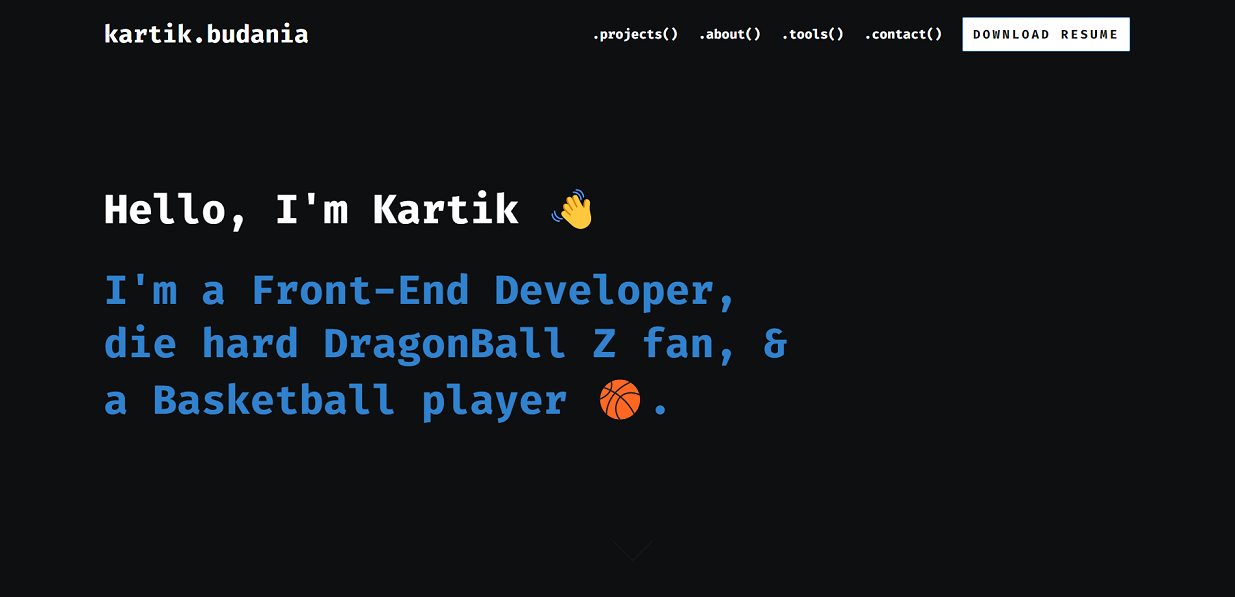 kartik.budania
.projects() .about() .tools() .contact() DOWNLOAD RESUME
Hello, I'm Kartik 👋
I'm a Front-End Developer,
die hard DragonBall Z fan, &
a Basketball player 🏀.